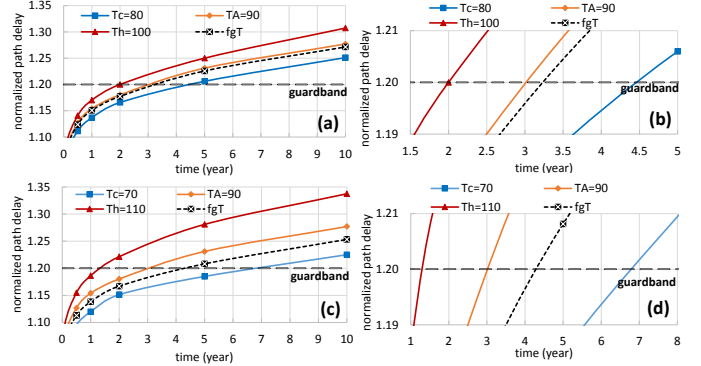 Tc=80 TA=90
Th=100 fgT
normalized path delay
1.35
1.30
1.25
1.20
1.15
1.10
guardband
(a)
0 1 2 3 4 5 6 7 8 9 10
time (year)
Tc=80 TA=90
Th=100 fgT
normalized path delay
1.21
1.20
1.19
guardband
(b)
1.5 2 2.5 3 3.5 4 4.5 5
time (year)
Tc=70 TA=90
Th=110 fgT
normalized path delay
1.35
1.30
1.25
1.20
1.15
1.10
guardband
(c)
0 1 2 3 4 5 6 7 8 9 10
time (year)
Tc=70 TA=90
Th=110 fgT
normalized path delay
1.21
1.20
1.19
guardband
(d)
1 2 3 4 5 6 7 8
time (year)